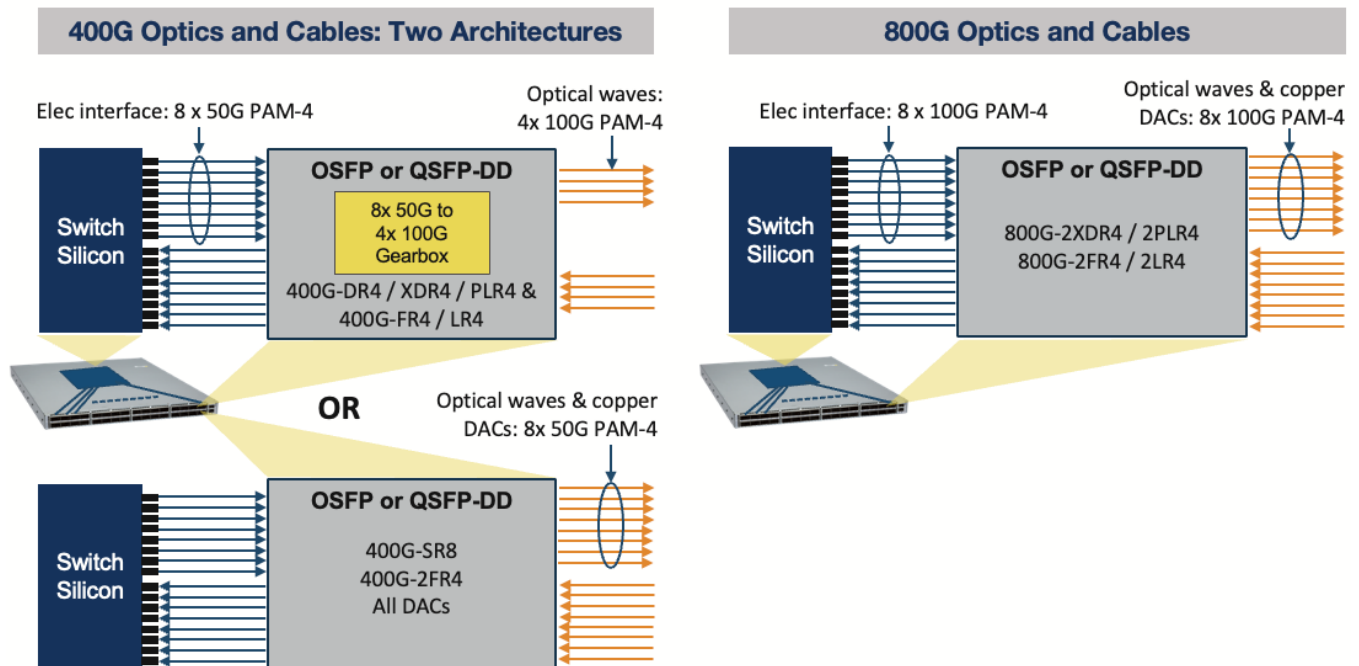 400G Optics and Cables: Two Architectures
Elec interface: 8 x 50G PAM-4
Optical waves:
4x 100G PAM-4
Switch
Silicon
OSFP or QSFP-DD
8x 50G to
4x 100G
Gearbox
400G-DR4 / XDR4 / PLR4 &
400G-FR4 / LR4
OR
Optical waves & copper
DACs: 8x 50G PAM-4
Switch
Silicon
OSFP or QSFP-DD
400G-SR8
400G-2FR4
All DACs
800G Optics and Cables
Elec interface: 8 x 100G PAM-4
Optical waves & copper
DACs: 8x 100G PAM-4
Switch
Silicon
OSFP or QSFP-DD
800G-2XDR4 / 2PLR4
800G-2FR4 / 2LR4